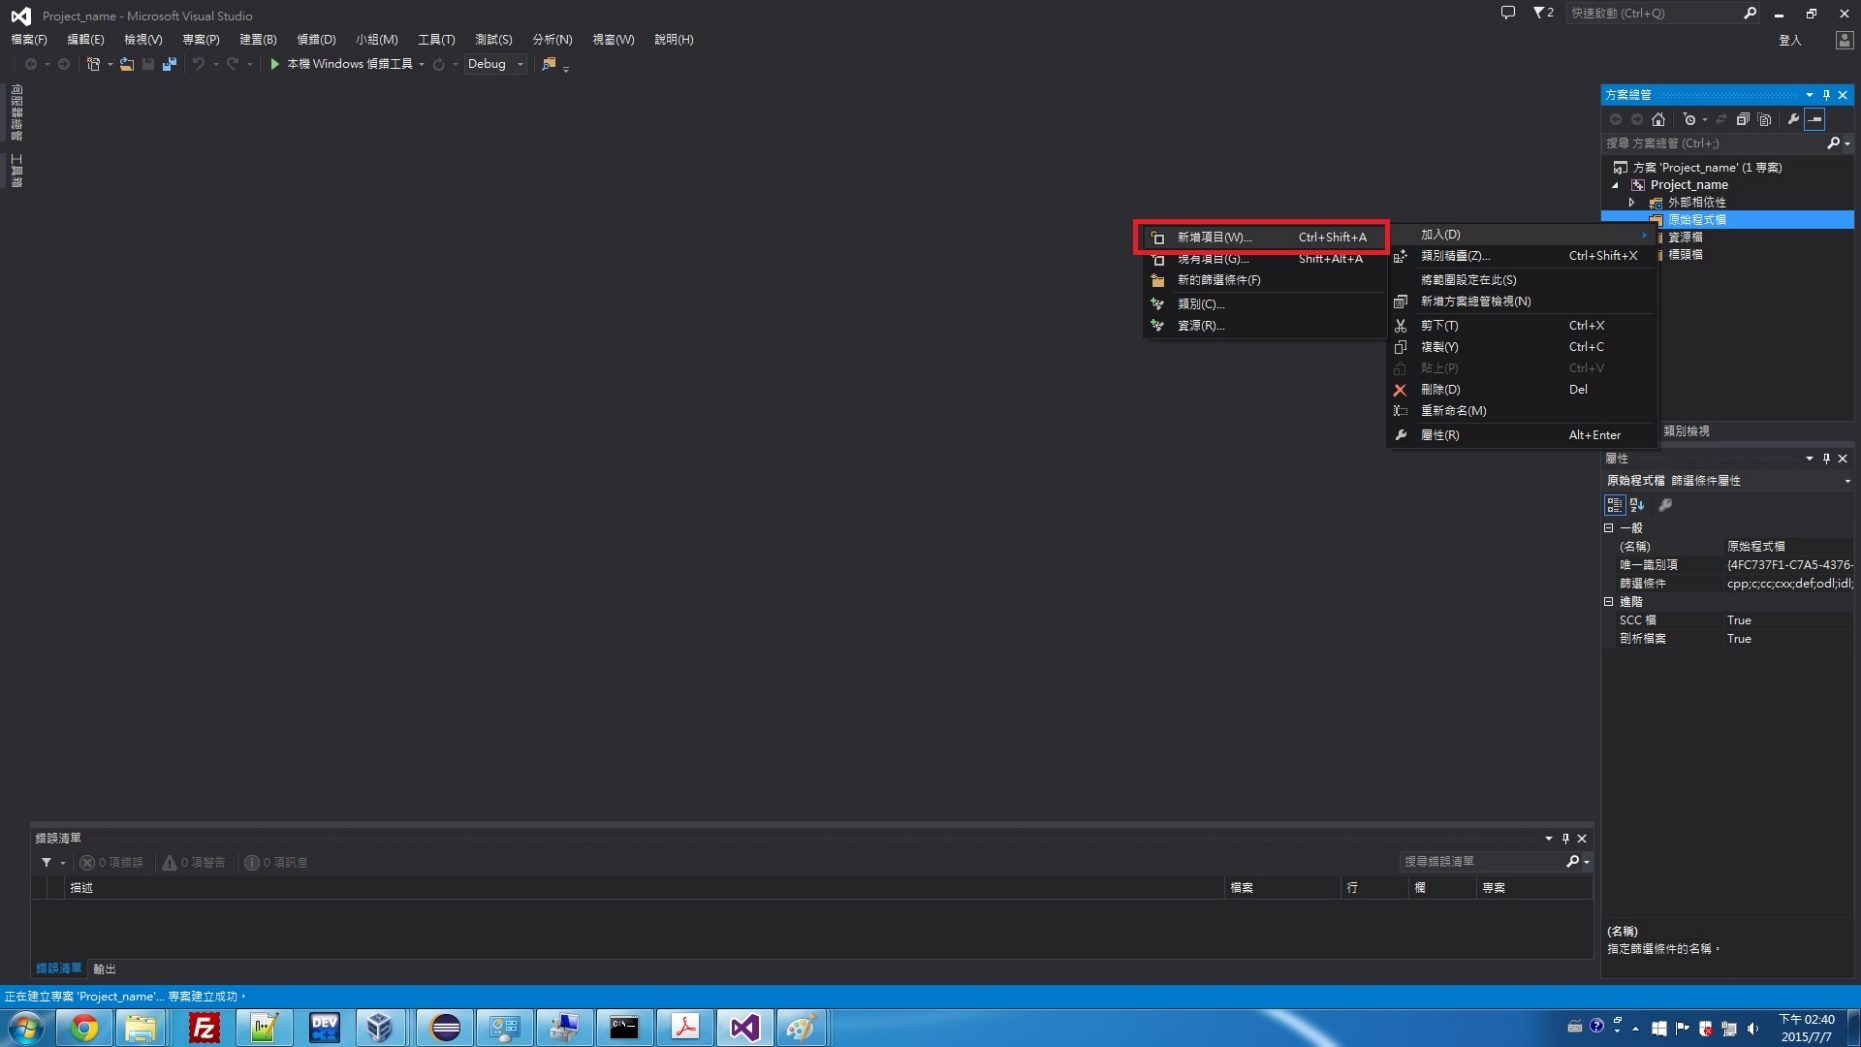 Project_name - Microsoft Visual Studio
2
快速啟動 (Ctrl+Q)
檔案(F) 編輯(E) 檢視(V) 專案(P) 建置(B) 偵錯(D) 小組(M) 工具(T) 測試(S) 分析(N) 視窗(W) 說明(H)
登入
本機 Windows 偵錯工具 Debug
伺服器總管
工具箱
方案總管
搜尋 方案總管 (Ctrl+;)
方案 'Project_name' (1 專案)
Project_name
外部相依性
原始程式檔
資源檔
標頭檔
新增項目(W)... Ctrl+Shift+A
現有項目(G)... Shift+Alt+A
新的篩選條件(F)
類別(C)...
資源(R)...
加入(D)
類別精靈(Z)... Ctrl+Shift+X
將範圍設定在此(S)
新增方案總管檢視(N)
剪下(T) Ctrl+X
複製(Y) Ctrl+C
貼上(P) Ctrl+V
刪除(D) Del
重新命名(M)
屬性(R) Alt+Enter
類別檢視
屬性
原始程式檔 篩選條件屬性
一般
(名稱) 原始程式檔
唯一識別項 {4FC737F1-C7A5-4376-
篩選條件 cpp;c;cc;cxx;def;odl;idl;
進階
SCC 檔 True
剖析檔案 True
(名稱)
指定篩選條件的名稱。
錯誤清單
0 項錯誤 0 項警告 0 項訊息
搜尋錯誤清單
描述 檔案 行 欄 專案
錯誤清單 輸出
正在建立專案 'Project_name'... 專案建立成功。
DEV
下午 02:40
2015/7/7